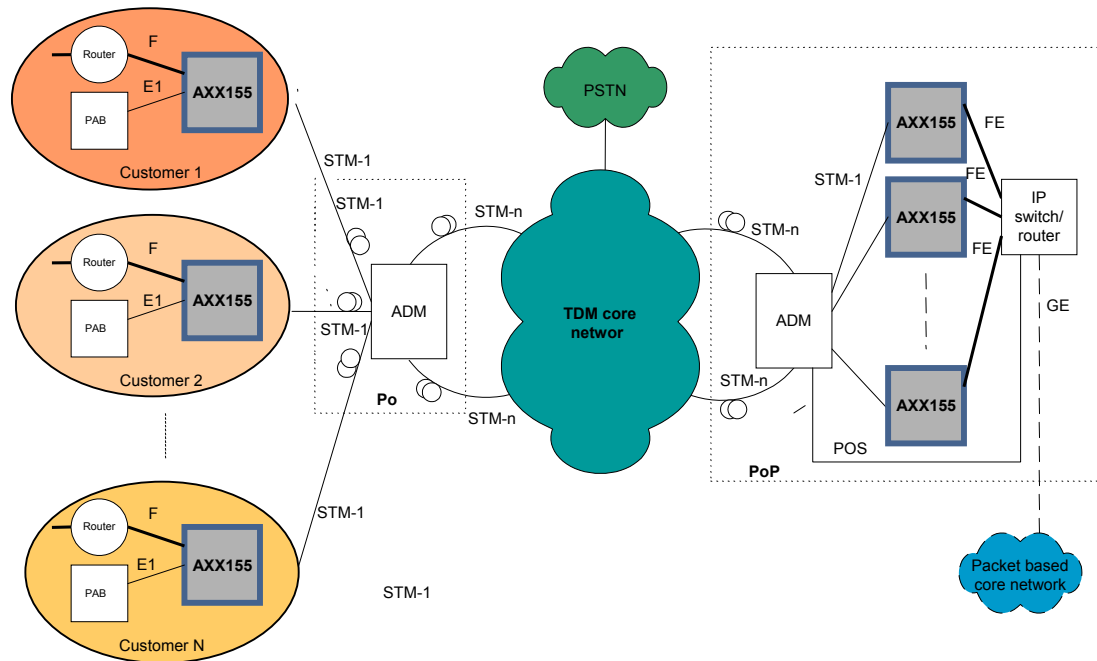 Router
F
E1
PAB
AXX155
Customer 1
Router
F
E1
PAB
AXX155
Customer 2
Router
F
E1
PAB
AXX155
Customer N
STM-1
STM-1
STM-1
STM-1
STM-1
ADM
Po
STM-n
STM-n
PSTN
TDM core
networ
STM-n
STM-n
ADM
STM-1
AXX155
AXX155
AXX155
FE
FE
FE
IP
switch/
router
GE
POS
PoP
Packet based
core network